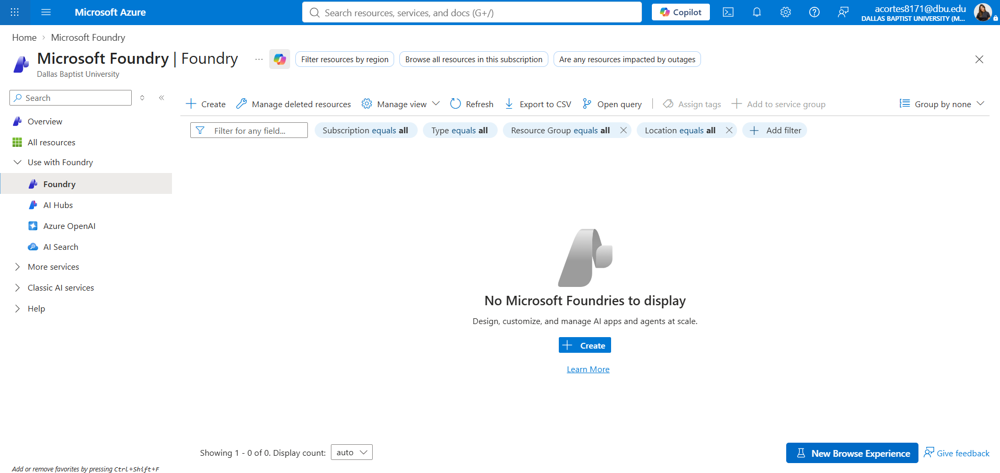 Microsoft Azure
Search resources, services, and docs (G+/)
Copilot
acortes8171@dbu.edu
DALLAS BAPTIST UNIVERSITY (M...
Home > Microsoft Foundry
Microsoft Foundry | Foundry
...
Filter resources by region
Browse all resources in this subscription
Are any resources impacted by outages
Dallas Baptist University
Search
Overview
All resources
Use with Foundry
Foundry
AI Hubs
Azure OpenAI
AI Search
More services
Classic AI services
Help
Add or remove favorites by pressing Ctrl+Shift+F
Create
Manage deleted resources
Manage view
Refresh
Export to CSV
Open query
Assign tags
Add to service group
Group by none
Filter for any field...
Subscription equals all
Type equals all
Resource Group equals all
Location equals all
Add filter
No Microsoft Foundries to display
Design, customize, and manage AI apps and agents at scale.
Create
Learn More
Showing 1 - 0 of 0. Display count: auto
New Browse Experience
Give feedback